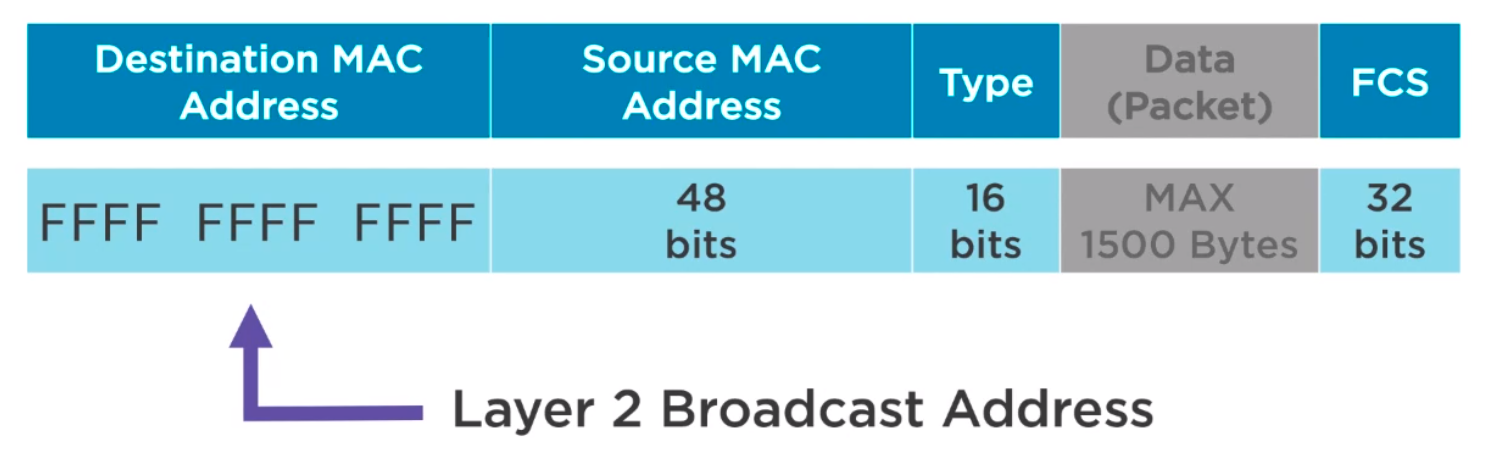 Destination MAC
Address
Source MAC
Address
Type
Data
(Packet)
FCS
FFFF FFFF FFFF
48
bits
16
bits
MAX
1500 Bytes
32
bits
Layer 2 Broadcast Address